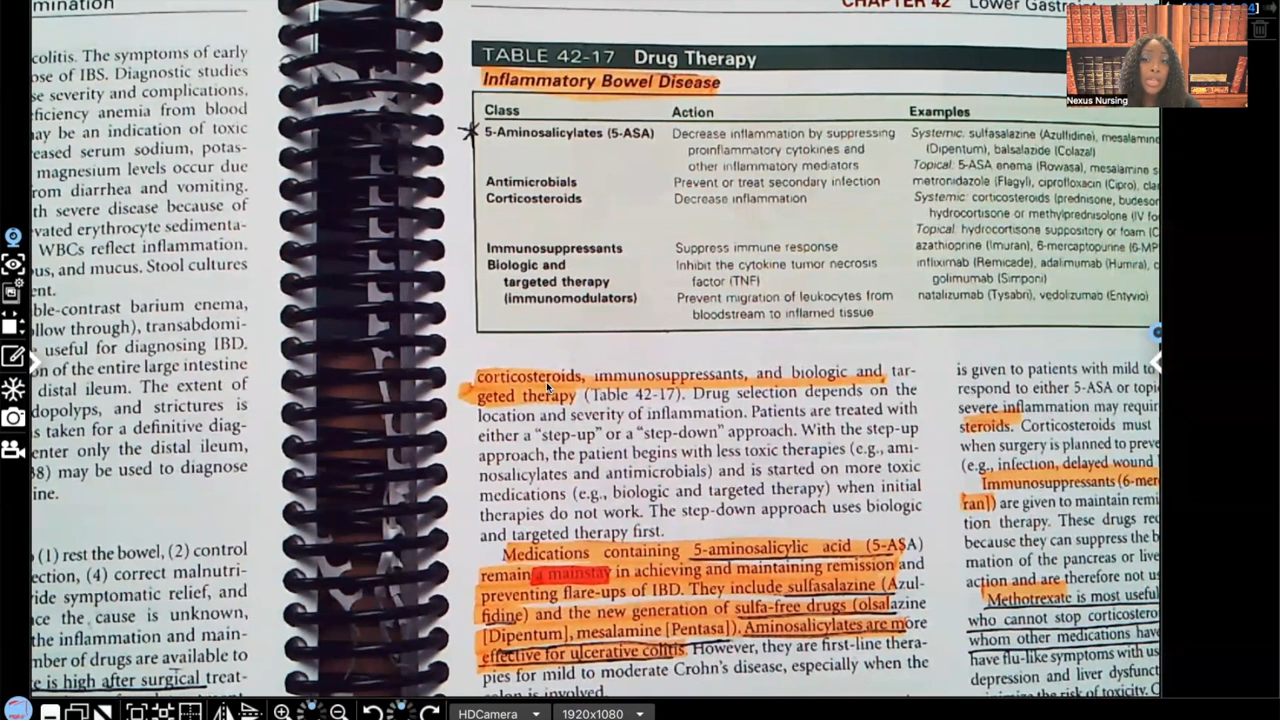 mination
colitis. The symptoms of early
ose of IBS. Diagnostic studies
se severity and complications.
ficiency anemia from blood
ay be an indication of toxic
reased serum sodium, potas-
magnesium levels occur due
rom diarrhea and vomiting.
th severe disease because of
vated erythrocyte sedimenta-
WBCs reflect inflammation.
us, and mucus. Stool cultures
ent.
ble-contrast barium enema,
llow through), transabdomi-
useful for diagnosing IBD.
n of the entire large intestine
distal ileum. The extent of
dopolyps, and strictures is
s taken for a definitive diag-
enter only the distal ileum,
8) may be used to diagnose
ine.
(1) rest the bowel, (2) control
ection, (4) correct malnutri-
ide symptomatic relief, and
cause is unknown,
the inflammation and main-
mber of drugs are available to
e is high after surgical treat-
CHAPTER 42 Lower
TABLE 42-17 Drug Therapy
Inflammatory Bowel Disease
Class Action Examples
5-Aminosalicylates (5-ASA) Decrease inflammation by suppressing Systemic: sulfasalazine (Azulfidine), mesalamine
proinflammatory cytokines and (Dipentum), balsalazide (Colazal)
other inflammatory mediators Topical: 5-ASA enema (Rowasa), mesalamine s
Antimicrobials Prevent or treat secondary infection metronidazole (Flagyl), ciprofloxacin (Cipro), cla
Corticosteroids Decrease inflammation Systemic: corticosteroids (prednisone, budeson
hydrocortisone or methylprednisolone (IV fo
Topical: hydrocortisone suppository or foam (C
Immunosuppressants Suppress immune response azathioprine (Imuran), 6-mercaptopurine (6-MP
Biologic and Inhibit the cytokine tumor necrosis infliximab (Remicade), adalimumab (Humira), c
targeted therapy factor (TNF) golimumab (Simponi)
(immunomodulators) Prevent migration of leukocytes from natalizumab (Tysabri), vedolizumab (Entyvio)
bloodstream to inflamed tissue
corticosteroids, immunosuppressants, and biologic and tar-
geted therapy (Table 42-17). Drug selection depends on the
location and severity of inflammation. Patients are treated with
either a “step-up” or a “step-down” approach. With the step-up
approach, the patient begins with less toxic therapies (e.g., ami-
nosalicylates and antimicrobials) and is started on more toxic
medications (e.g., biologic and targeted therapy) when initial
therapies do not work. The step-down approach uses biologic
and targeted therapy first.
Medications containing 5-aminosalicylic acid (5-ASA)
remain a mainstay in achieving and maintaining remission and
preventing flare-ups of IBD. They include sulfasalazine (Azul-
fidine) and the new generation of sulfa-free drugs (olsalazine
[Dipentum], mesalamine [Pentasa]). Aminosalicylates are more
effective for ulcerative colitis. However, they are first-line thera-
pies for mild to moderate Crohn's disease, especially when the
colon is involved.
is given to patients with mild to
respond to either 5-ASA or topi
severe inflammation may requir
steroids. Corticosteroids must
when surgery is planned to preve
(e.g., infection, delayed wound
Immunosuppressants (6-mer
ran]) are given to maintain remi
tion therapy. These drugs rec
because they can suppress the b
mation of the pancreas or live
action and are therefore not us
Methotrexate is most useful
who cannot stop corticostero
whom other medications have
have flu-like symptoms with us
depression and liver dysfunct
the risk of toxicity. C
Nexus Nursing
HDCamera 1920x1080